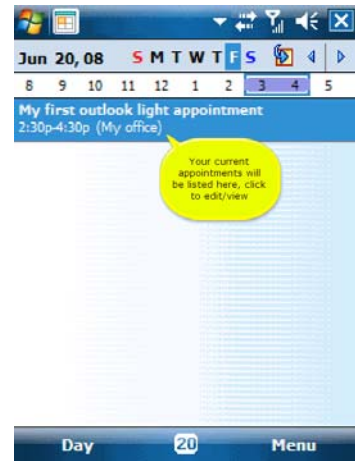 Jun 20, 08 S M T W T F S
8 9 10 11 12 1 2 3 4 5
My first outlook light appointment
2:30p-4:30p (My office)
Your current
appointments will
be listed here, click
to edit/view
Day 20 Menu